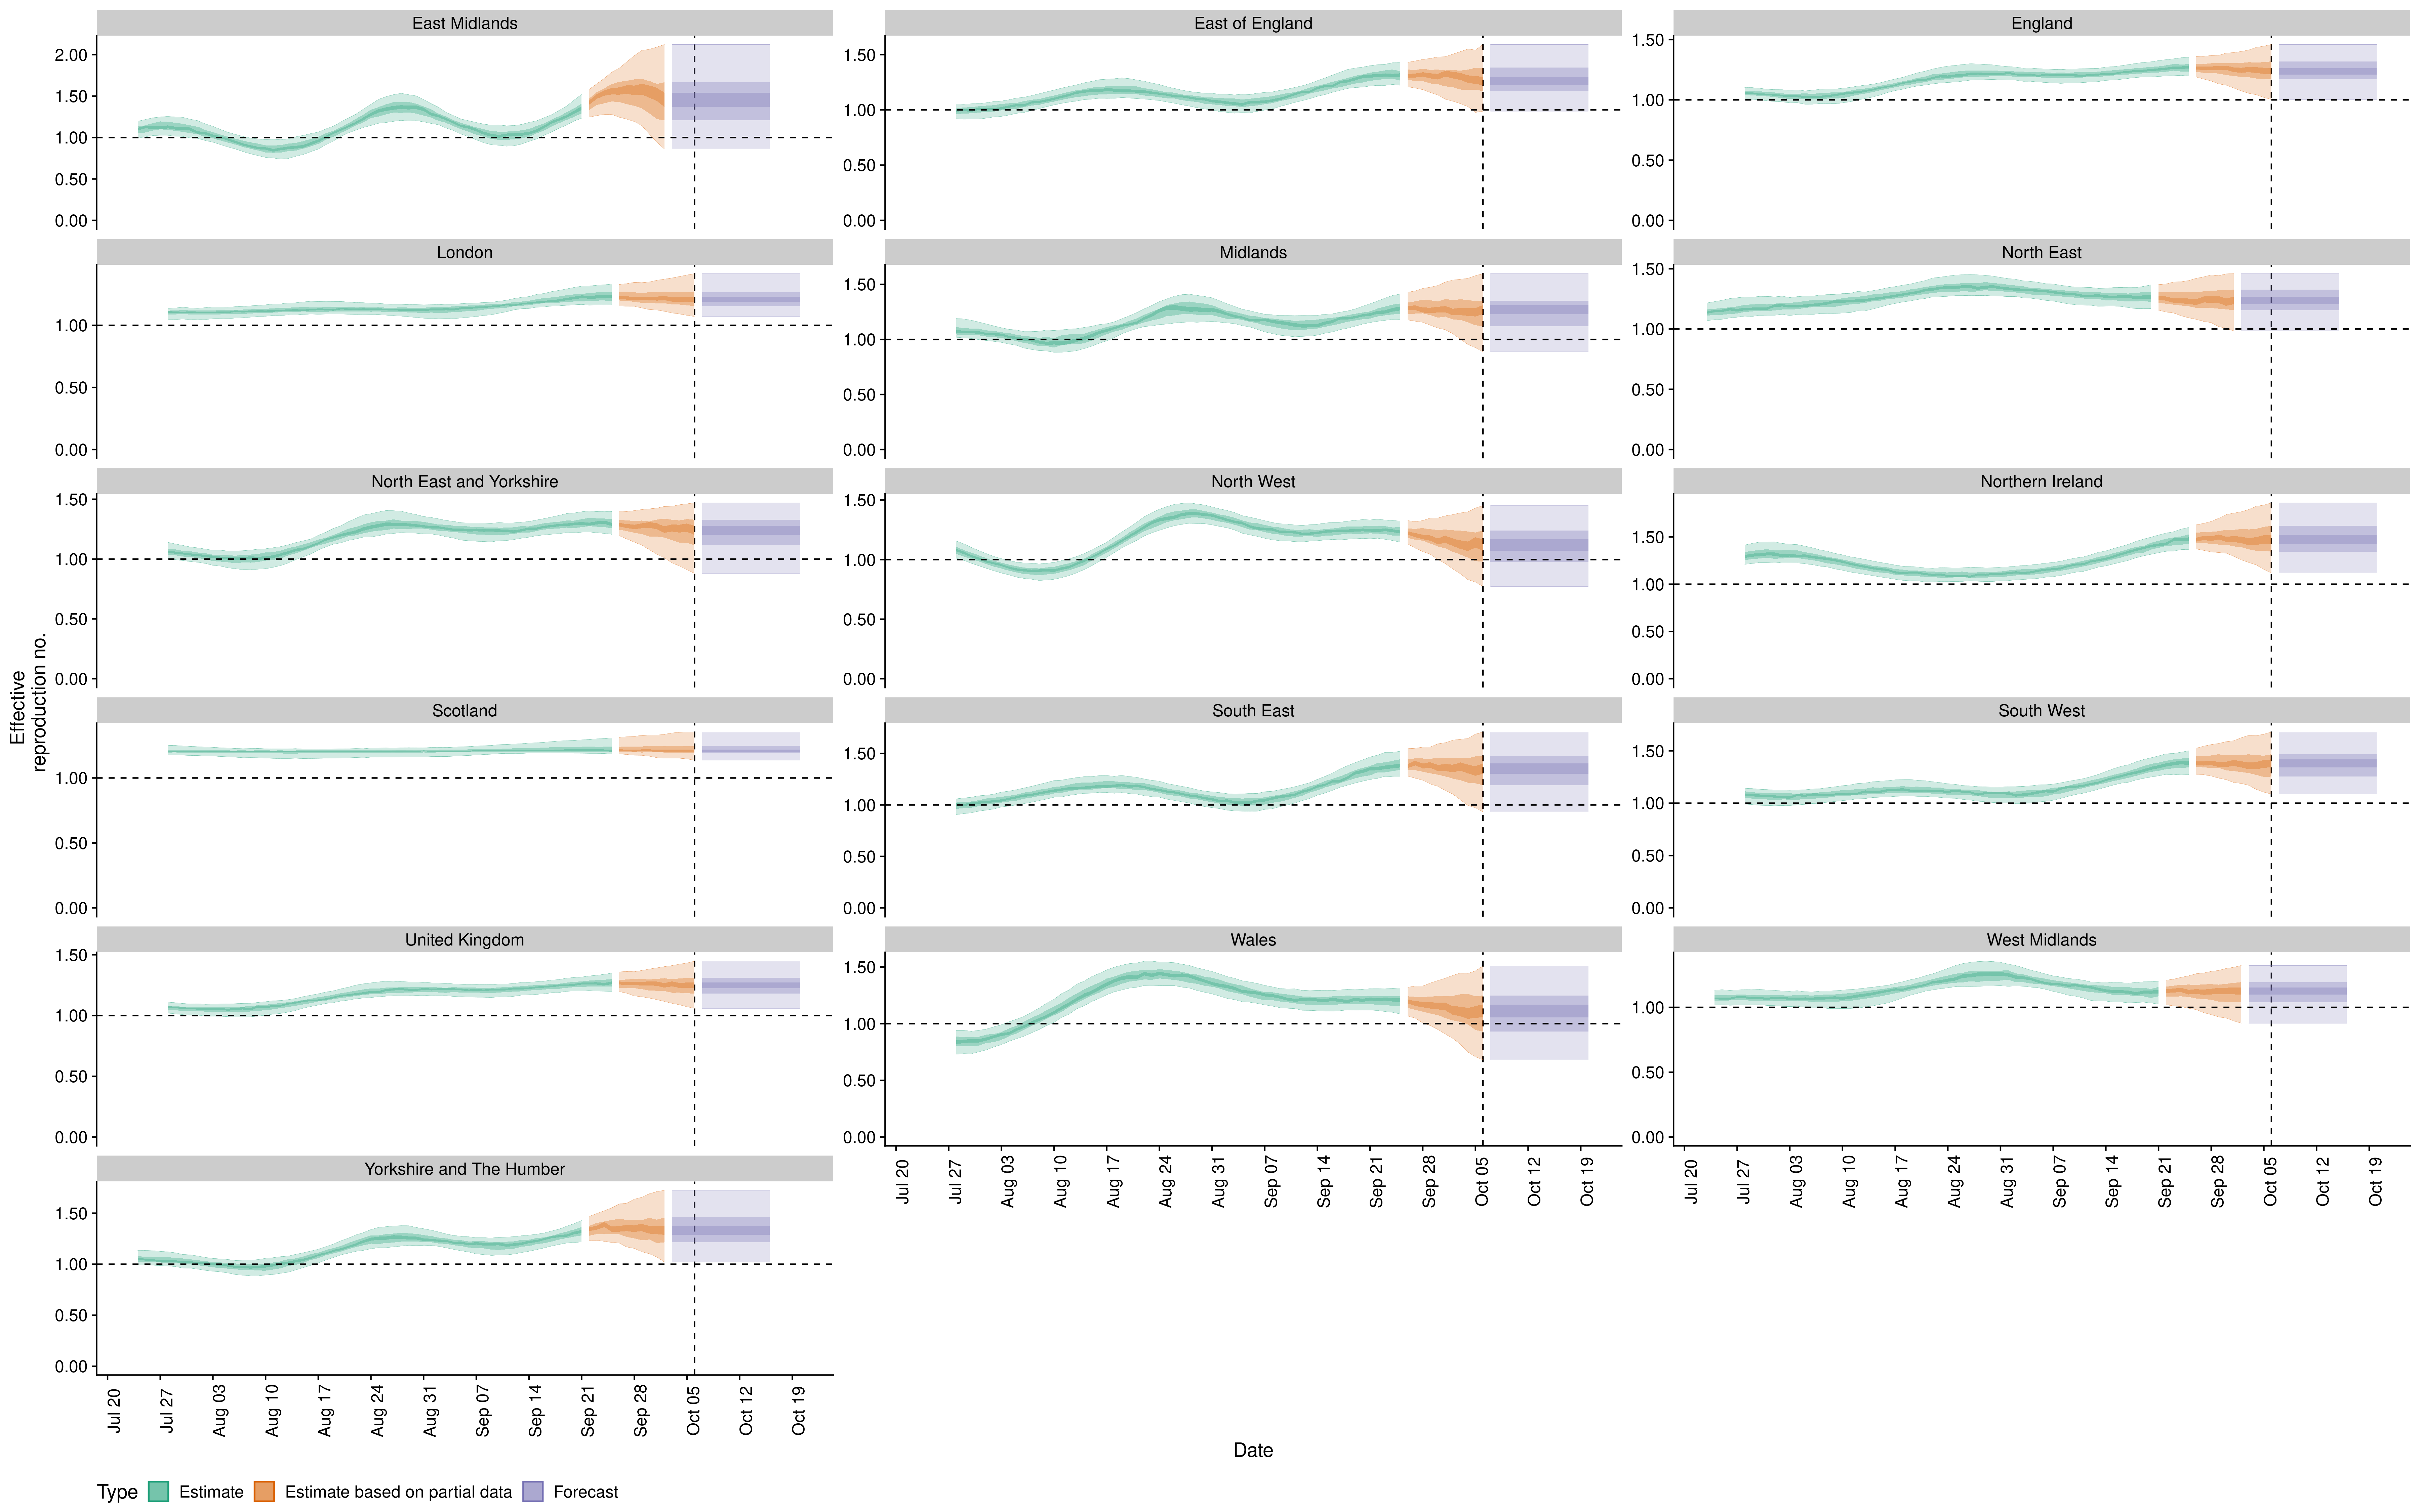 East Midlands
East of England
England
2.00
1.50
1.00
0.50
0.00
1.50
1.00
0.50
0.00
1.50
1.00
0.50
0.00
London
Midlands
North East
1.00
0.50
0.00
1.50
1.00
0.50
0.00
1.50
1.00
0.50
0.00
North East and Yorkshire
North West
Northern Ireland
1.50
1.00
0.50
0.00
1.50
1.00
0.50
0.00
1.50
1.00
0.50
0.00
Effective
reproduction no.
Scotland
South East
South West
1.00
0.50
0.00
1.50
1.00
0.50
0.00
1.50
1.00
0.50
0.00
United Kingdom
Wales
West Midlands
1.50
1.00
0.50
0.00
1.50
1.00
0.50
0.00
1.00
0.50
0.00
Jul 20 Jul 27 Aug 03 Aug 10 Aug 17 Aug 24 Aug 31 Sep 07 Sep 14 Sep 21 Sep 28 Oct 05 Oct 12 Oct 19
Jul 20 Jul 27 Aug 03 Aug 10 Aug 17 Aug 24 Aug 31 Sep 07 Sep 14 Sep 21 Sep 28 Oct 05 Oct 12 Oct 19
Yorkshire and The Humber
1.50
1.00
0.50
0.00
Jul 20 Jul 27 Aug 03 Aug 10 Aug 17 Aug 24 Aug 31 Sep 07 Sep 14 Sep 21 Sep 28 Oct 05 Oct 12 Oct 19
Date
Type Estimate Estimate based on partial data Forecast